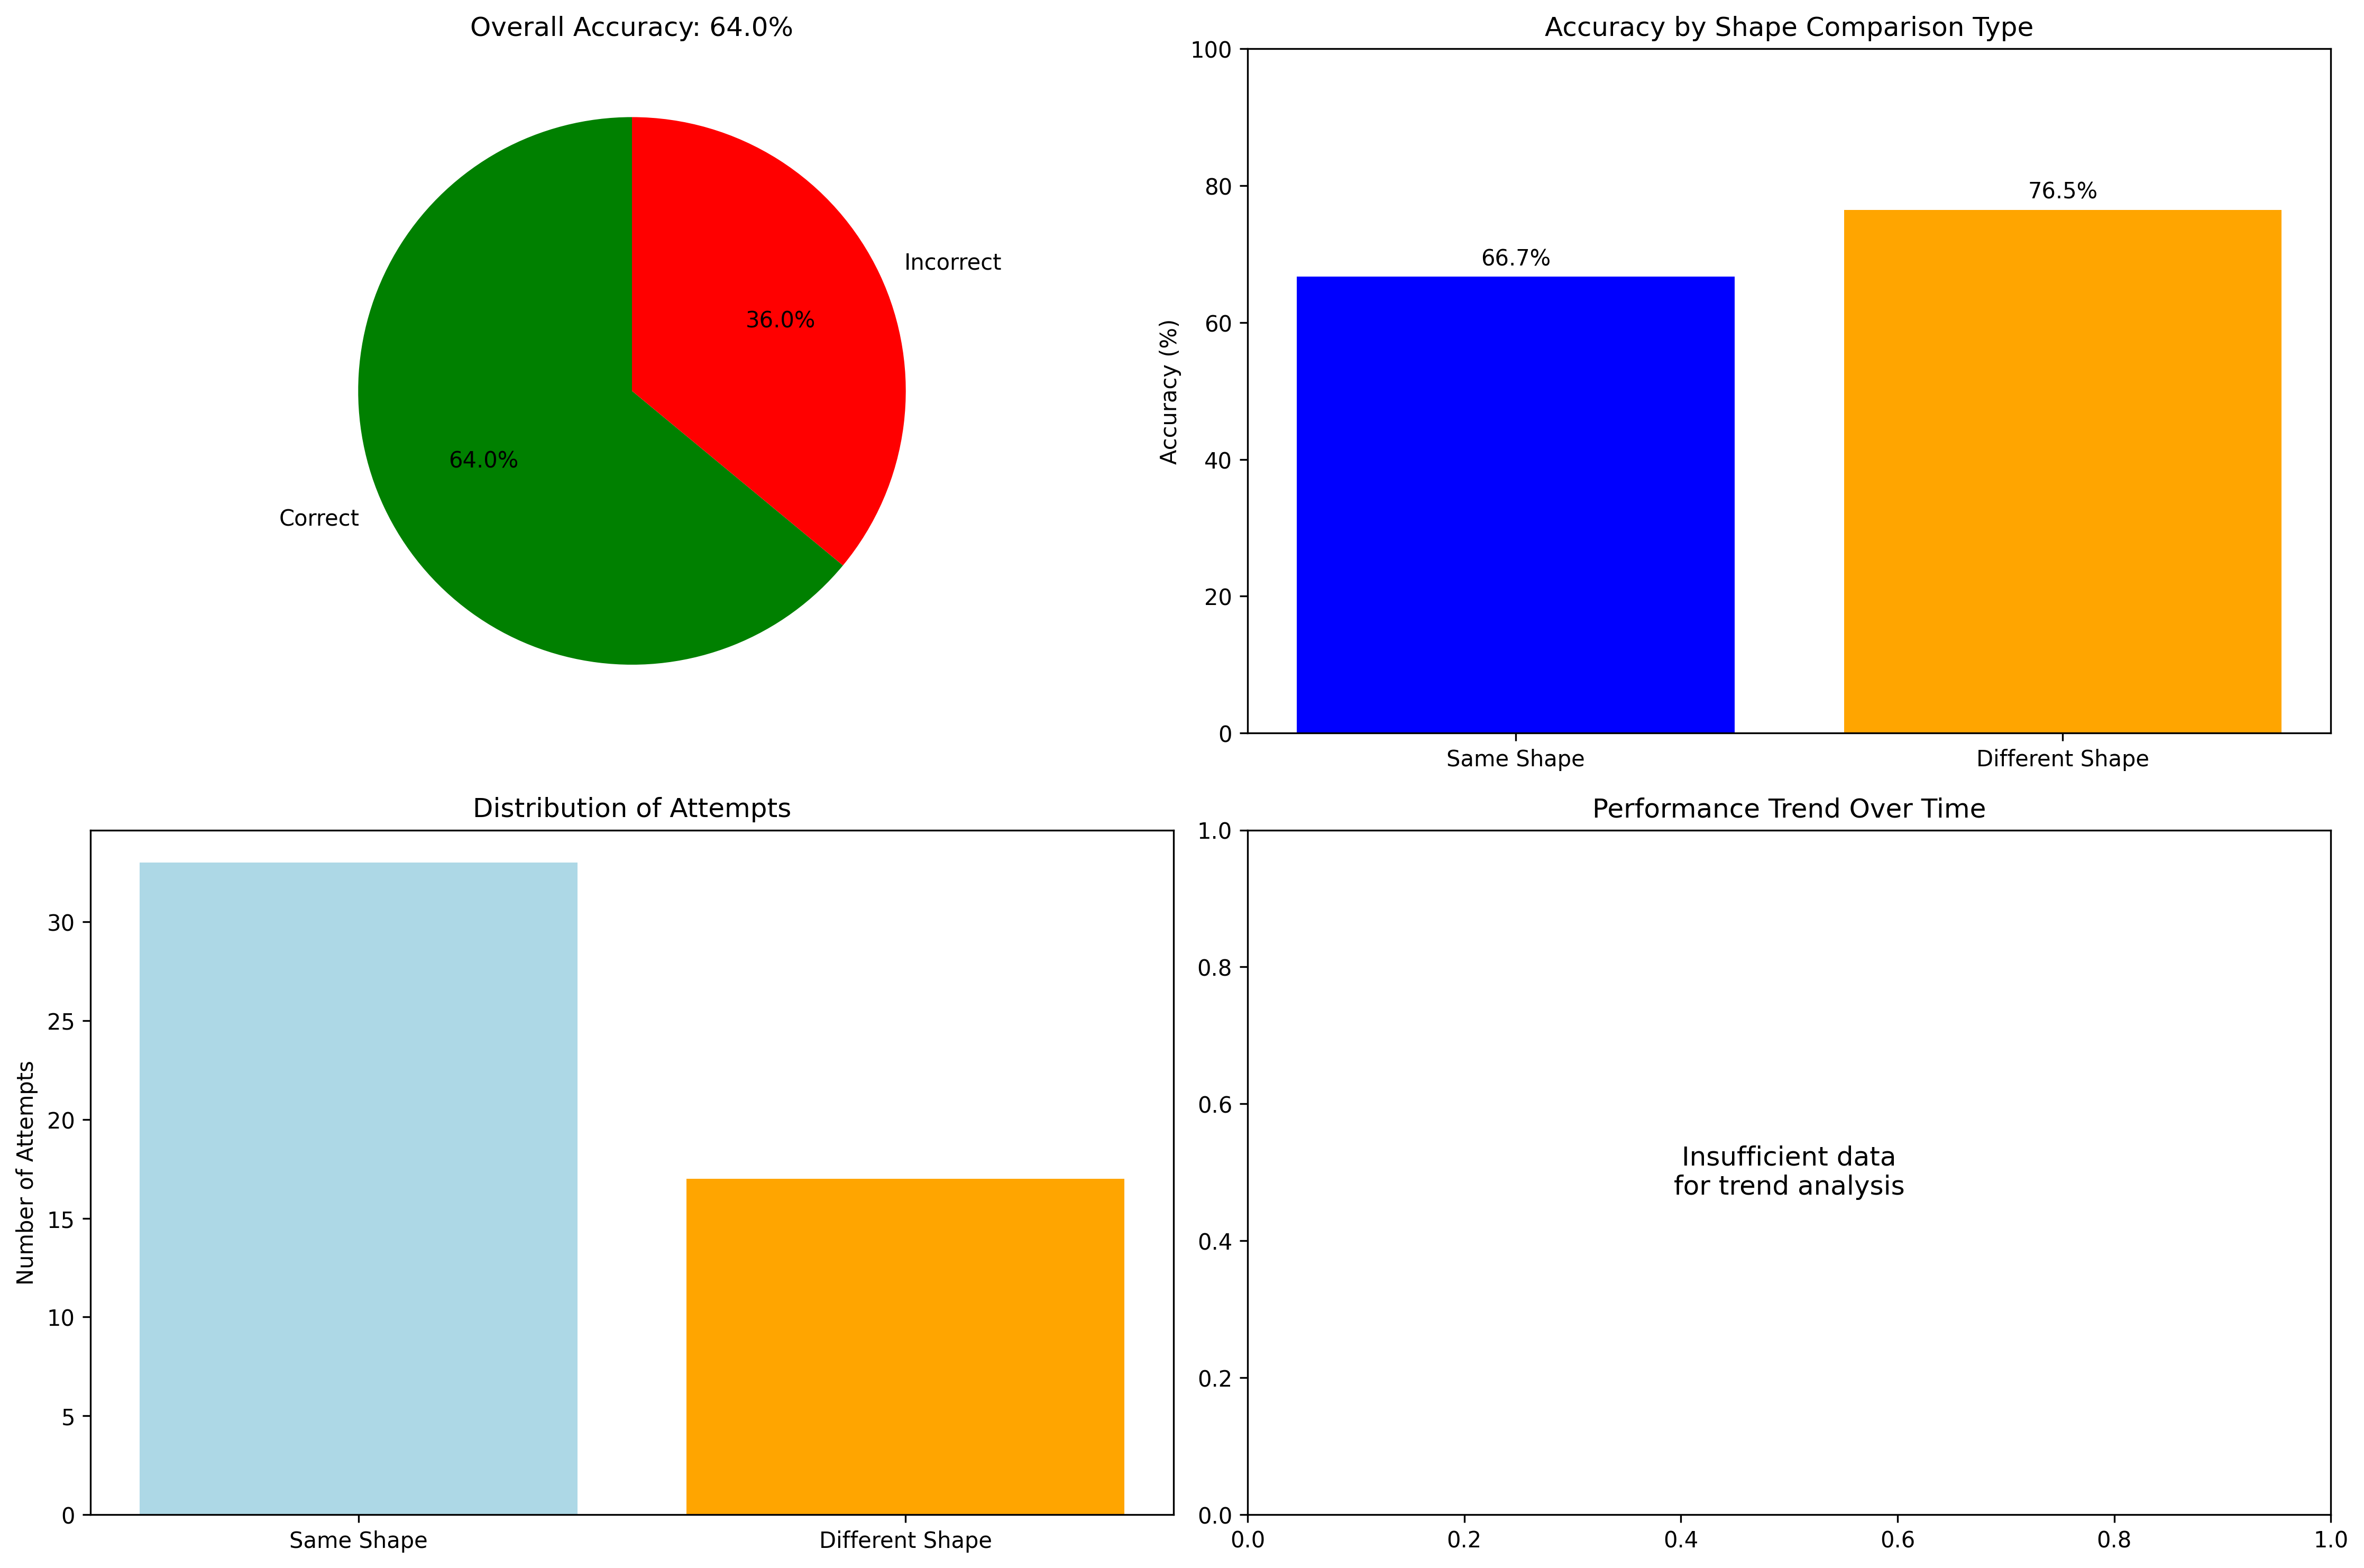 Overall Accuracy: 64.0%
Incorrect
36.0%
64.0%
Correct
Accuracy by Shape Comparison Type
100
80
60
40
20
0
Accuracy (%)
66.7%
76.5%
Same Shape
Different Shape
Distribution of Attempts
30
25
20
15
10
5
0
Number of Attempts
Same Shape
Different Shape
Performance Trend Over Time
1.0
0.8
0.6
0.4
0.2
0.0
Insufficient data
for trend analysis
0.0
0.2
0.4
0.6
0.8
1.0